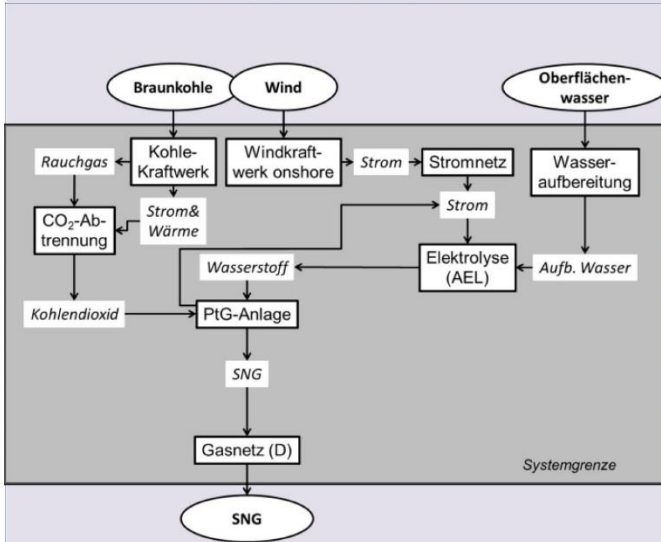 Braunkohle
Wind
Oberflächen-
wasser
Rauchgas
Kohle-
Kraftwerk
Windkraft-
werk onshore
Strom
Stromnetz
Wasser-
aufbereitung
CO₂-Ab-
trennung
Strom&
Wärme
Strom
Wasserstoff
Elektrolyse
(AEL)
Aufb. Wasser
Kohlendioxid
PtG-Anlage
SNG
Gasnetz (D)
Systemgrenze
SNG